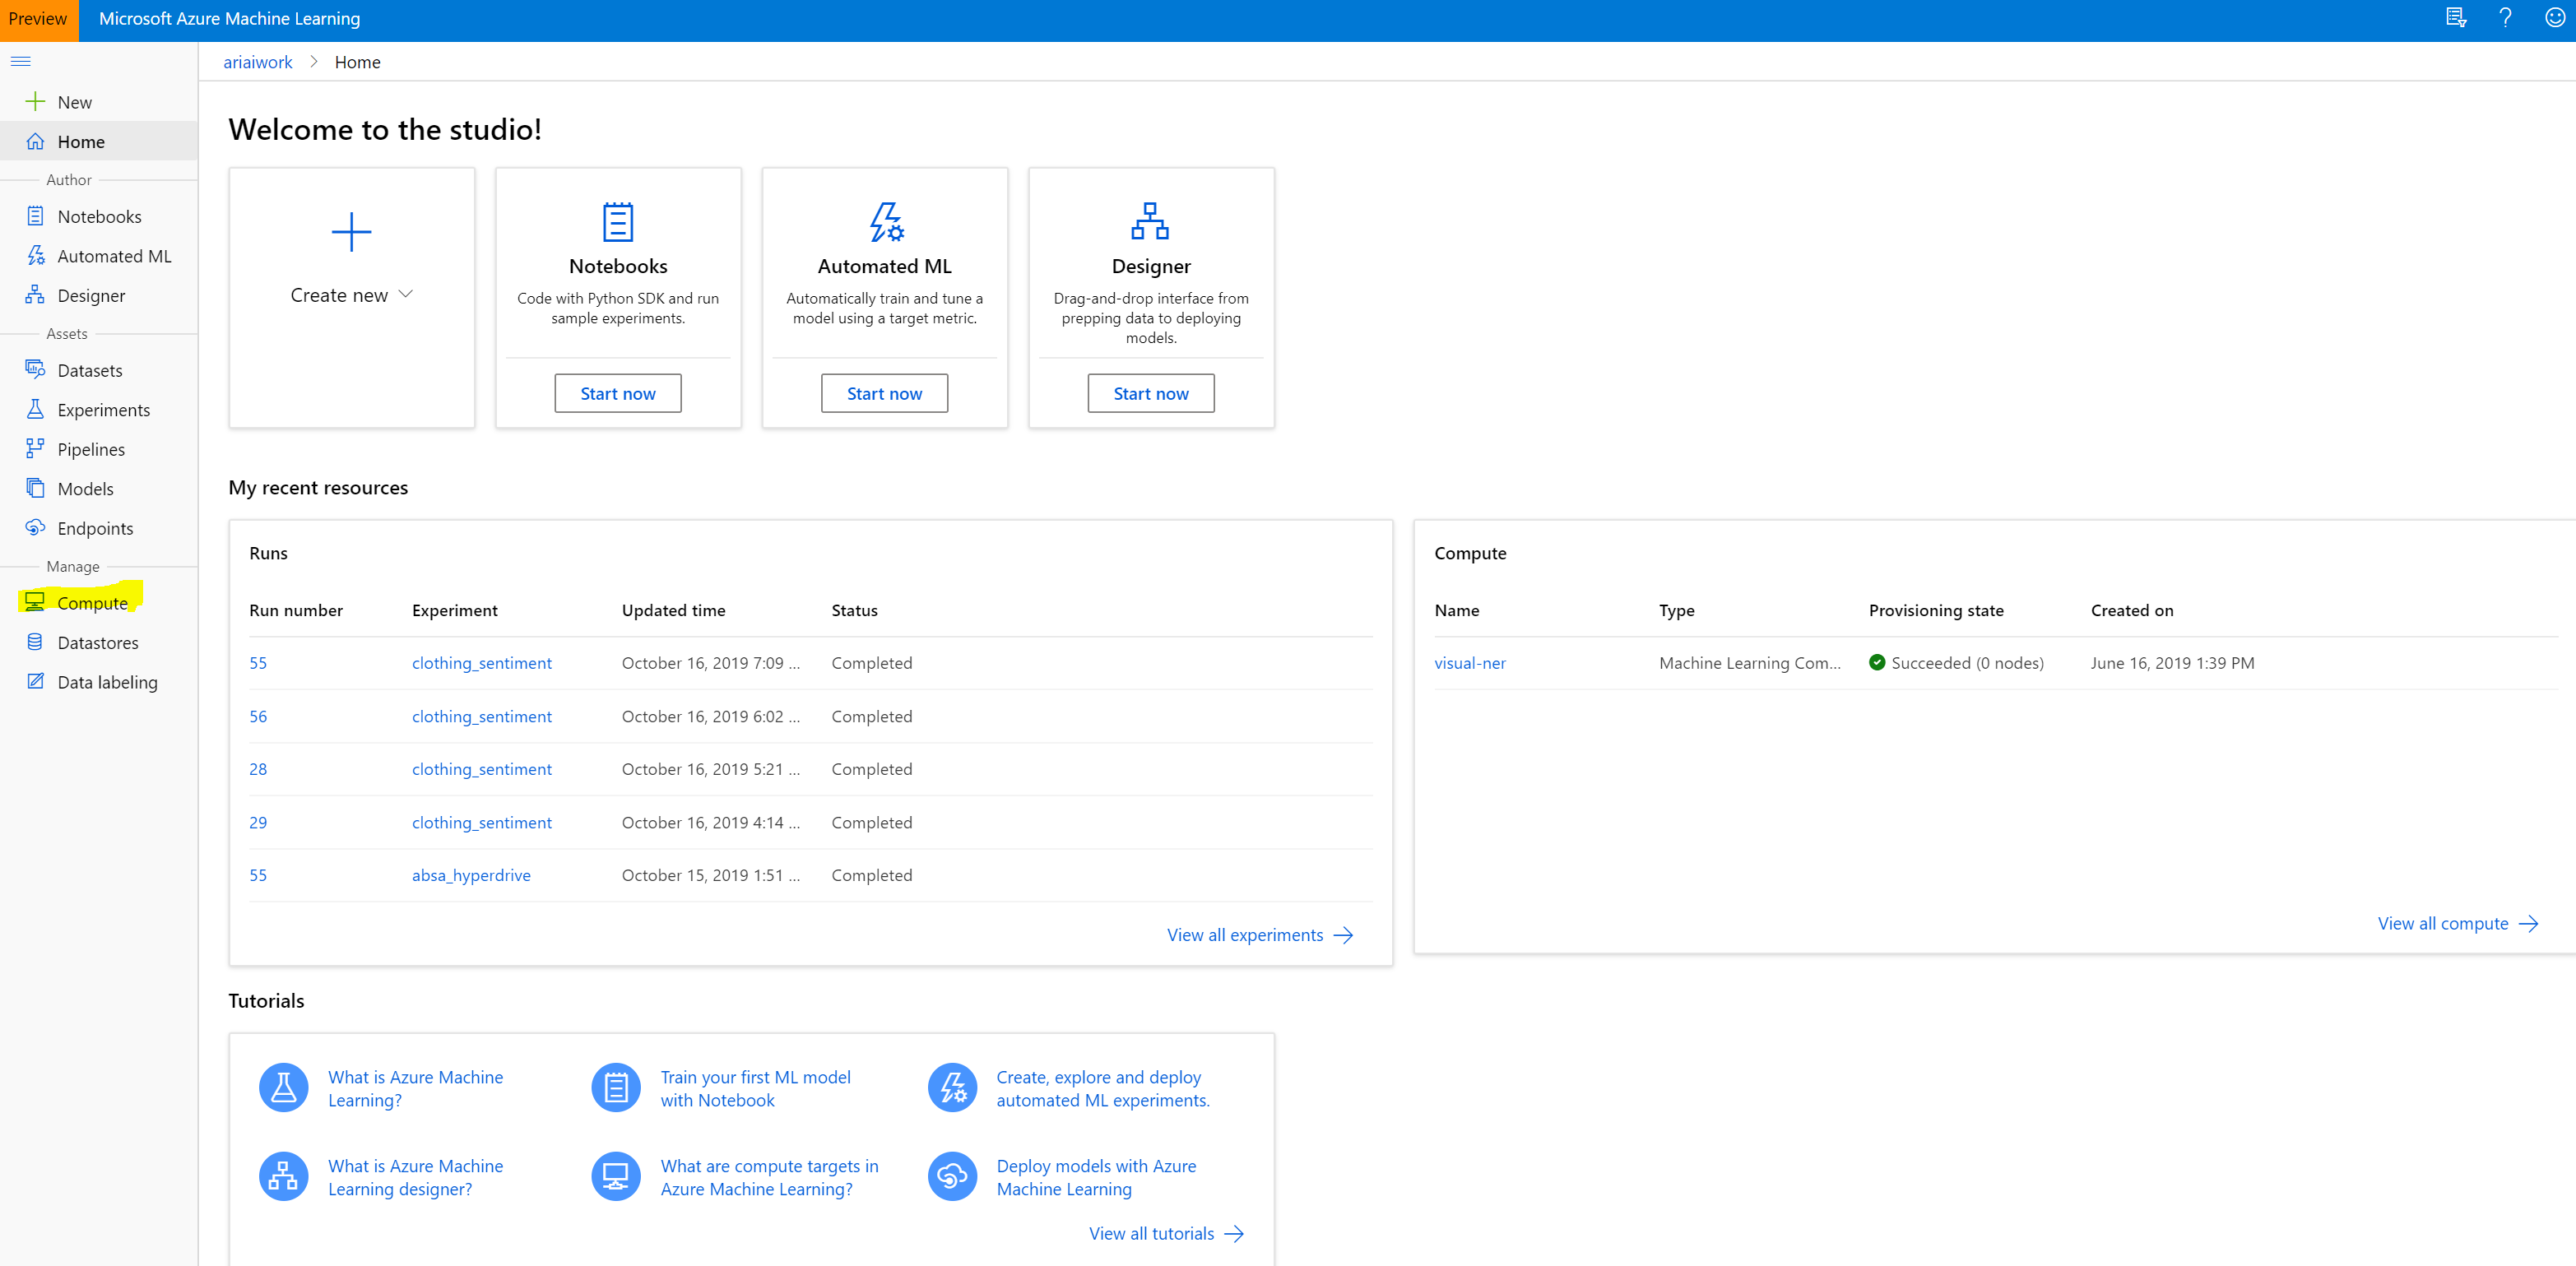 Preview
Microsoft Azure Machine Learning
ariaiwork > Home
New
Home
Author
Notebooks
Automated ML
Designer
Assets
Datasets
Experiments
Pipelines
Models
Endpoints
Manage
Compute
Datastores
Data labeling
Welcome to the studio!
Create new
Notebooks
Code with Python SDK and run
sample experiments.
Start now
Automated ML
Automatically train and tune a
model using a target metric.
Start now
Designer
Drag-and-drop interface from
prepping data to deploying
models.
Start now
My recent resources
Runs
Run number Experiment Updated time Status
55 clothing_sentiment October 16, 2019 7:09 ... Completed
56 clothing_sentiment October 16, 2019 6:02 ... Completed
28 clothing_sentiment October 16, 2019 5:21 ... Completed
29 clothing_sentiment October 16, 2019 4:14 ... Completed
55 absa_hyperdrive October 15, 2019 1:51 ... Completed
View all experiments
Compute
Name Type Provisioning state Created on
visual-ner Machine Learning Com... Succeeded (0 nodes) June 16, 2019 1:39 PM
View all compute
Tutorials
What is Azure Machine
Learning?
Train your first ML model
with Notebook
Create, explore and deploy
automated ML experiments.
What is Azure Machine
Learning designer?
What are compute targets in
Azure Machine Learning?
Deploy models with Azure
Machine Learning
View all tutorials